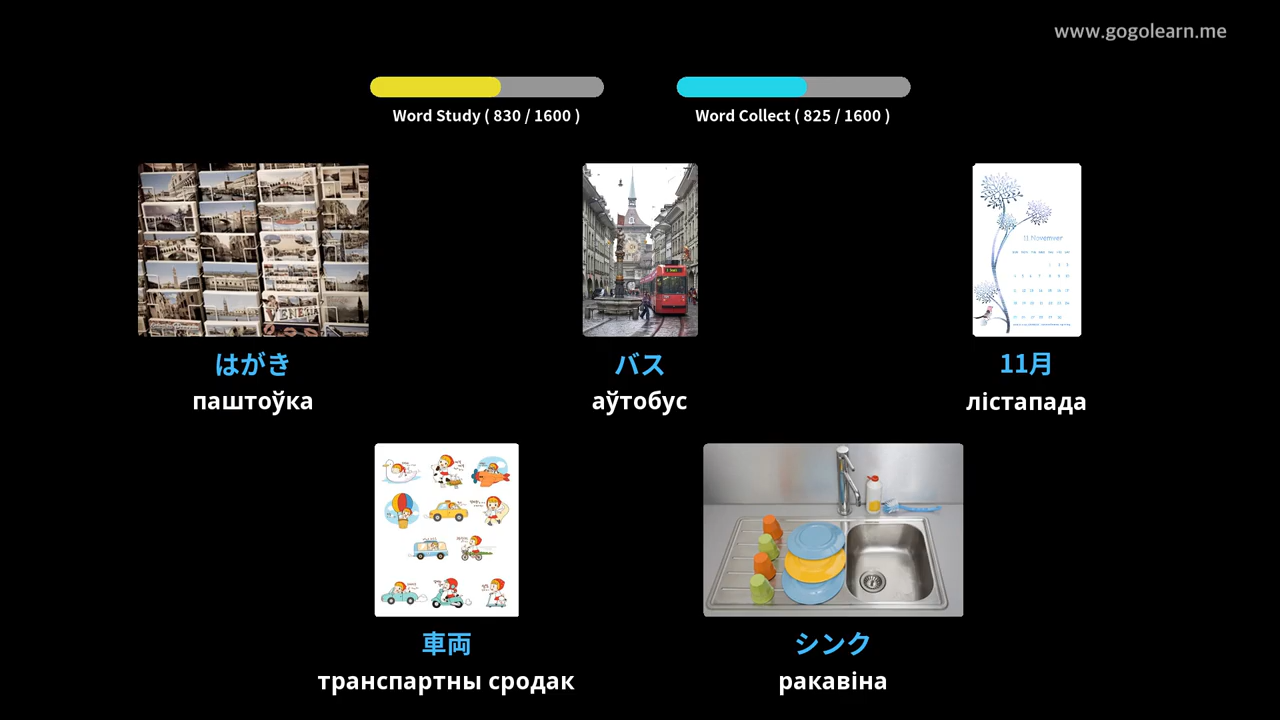 www.gogolearn.me
Word Study ( 830 / 1600 )
Word Collect ( 825 / 1600 )
はがき
バス
11月
паштоўка
аўтобус
лістапада
車両
シンク
транспартны сродак
ракавіна